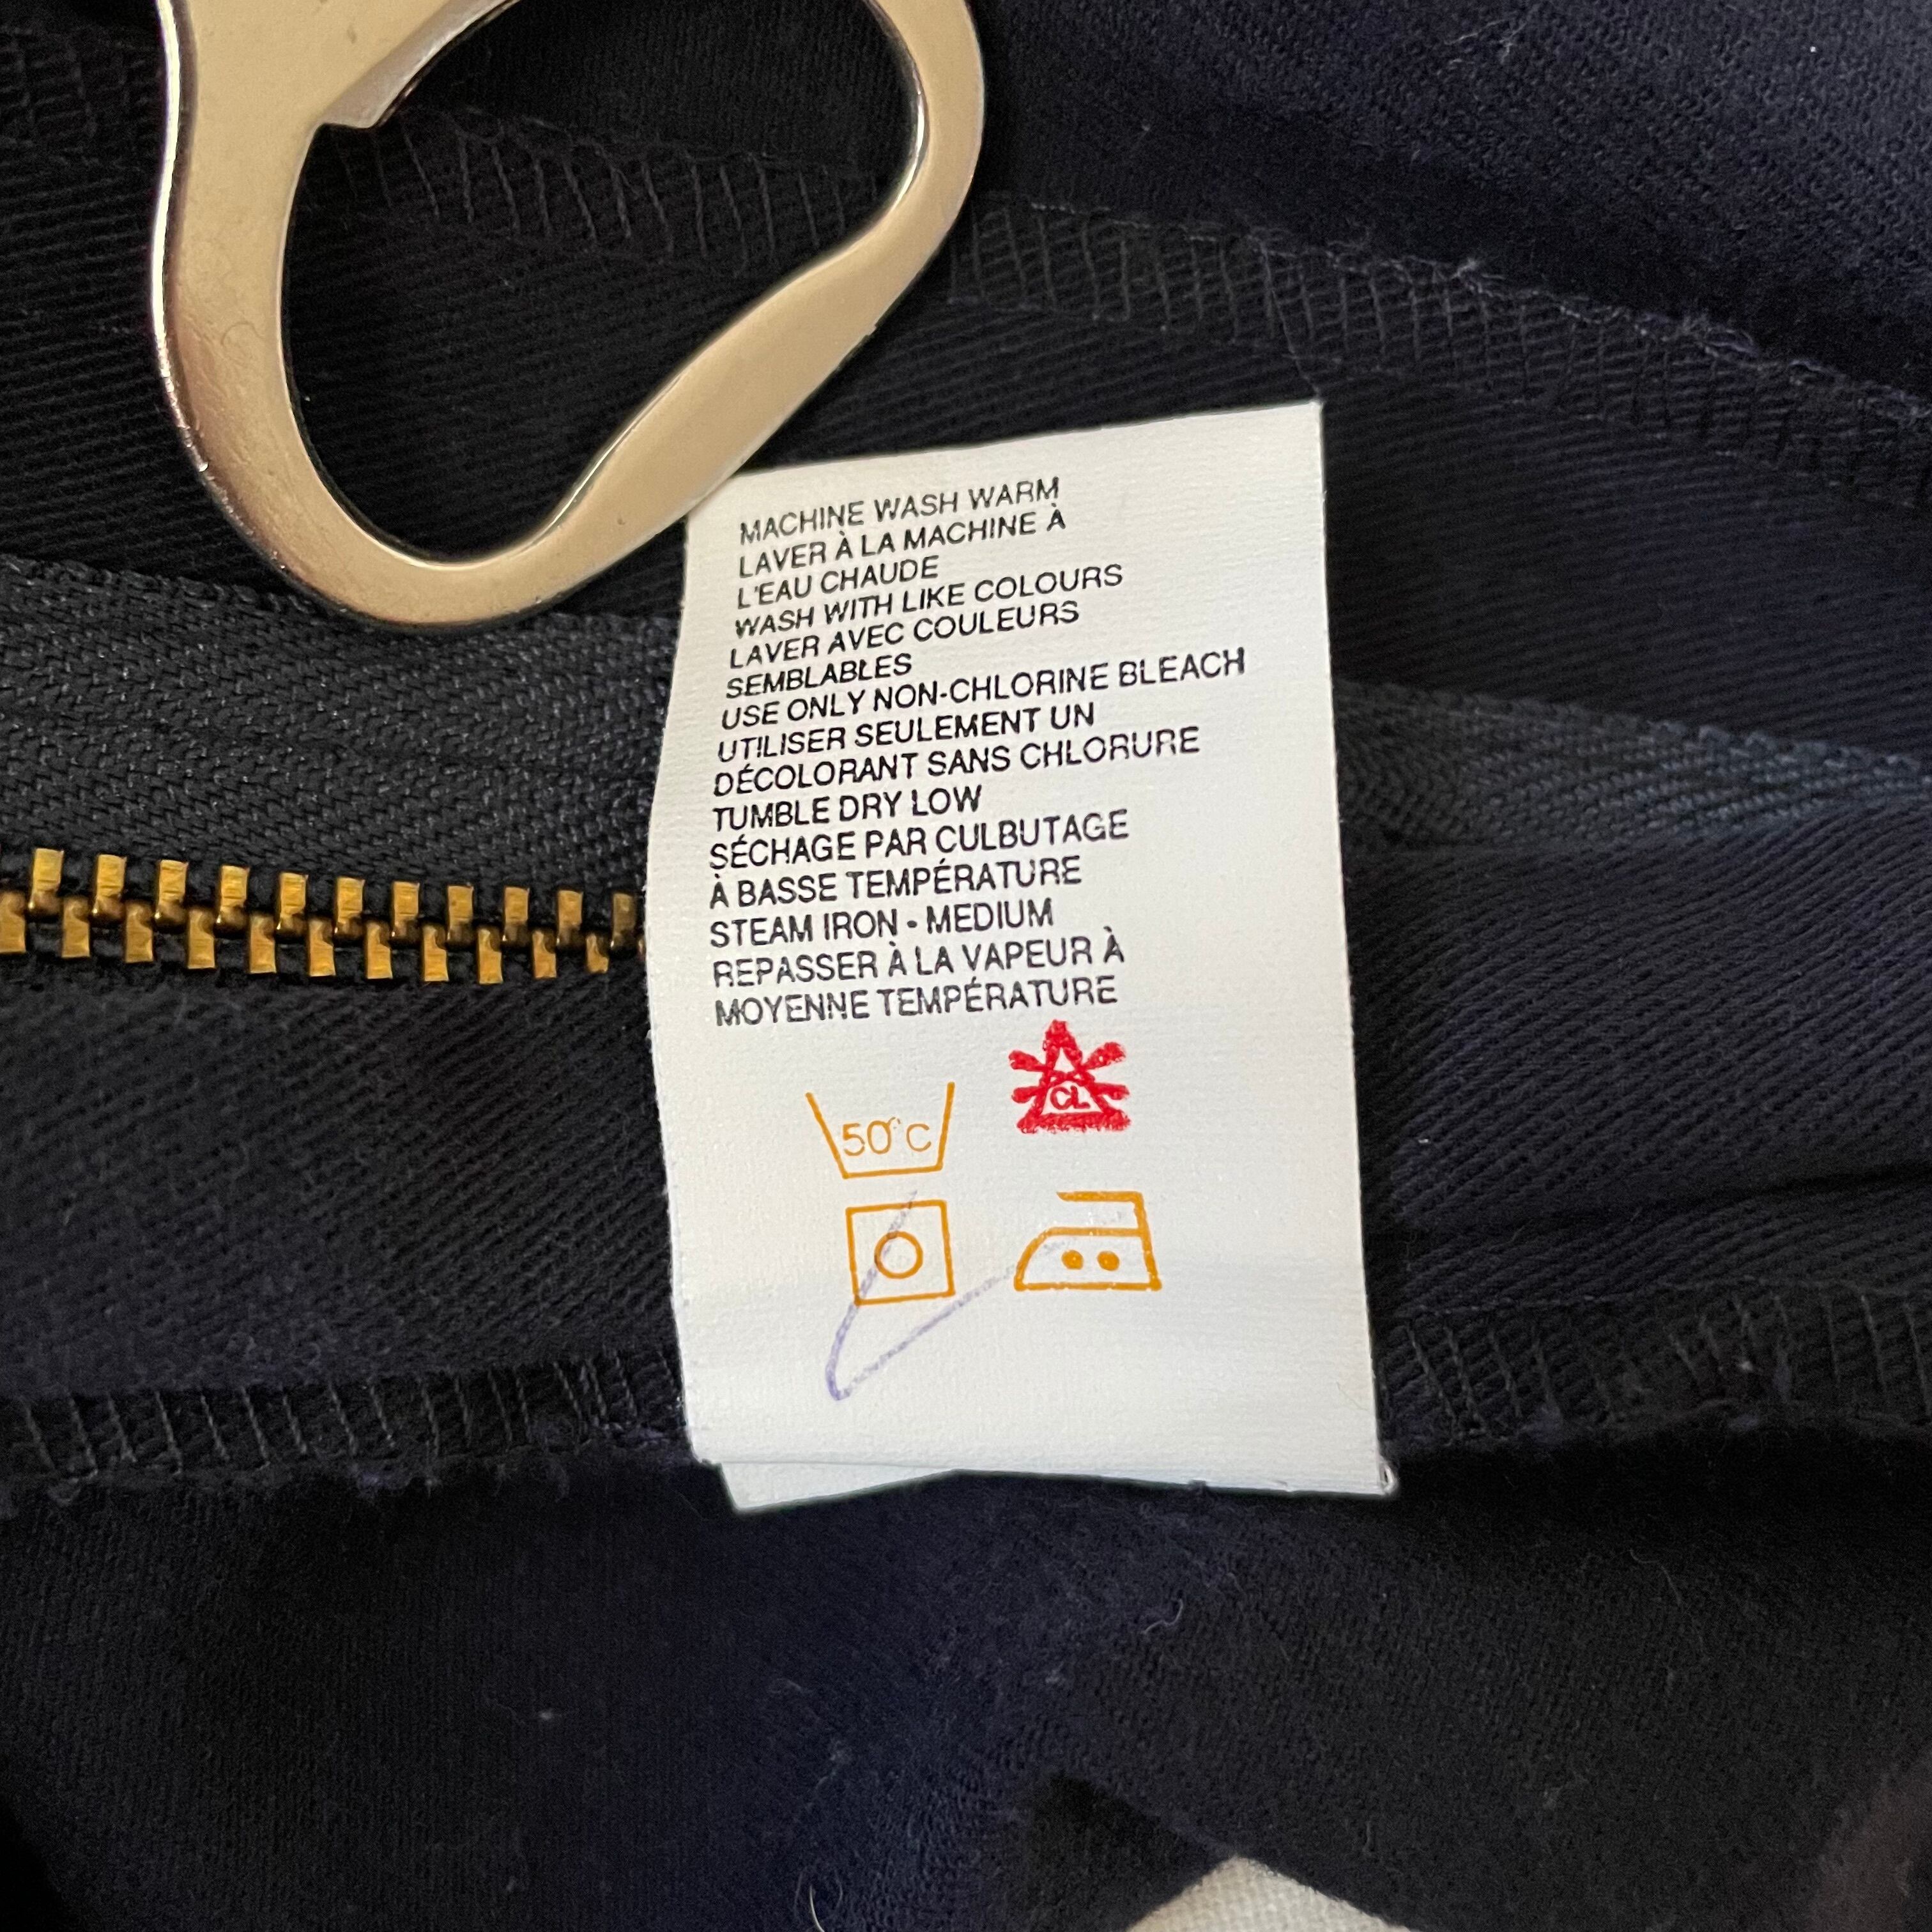 MACHINE WASH WARM
LAVER À LA MACHINE À
L'EAU CHAUDE
WASH WITH LIKE COLOURS
LAVER AVEC COULEURS
SEMBLABLES
USE ONLY NON-CHLORINE BLEACH
UTILISER SEULEMENT UN
DÉCOLORANT SANS CHLORURE
TUMBLE DRY LOW
SÉCHAGE PAR CULBUTAGE
À BASSE TEMPÉRATURE
STEAM IRON - MEDIUM
REPASSER À LA VAPEUR À
MOYENNE TEMPÉRATURE
CL
50°C